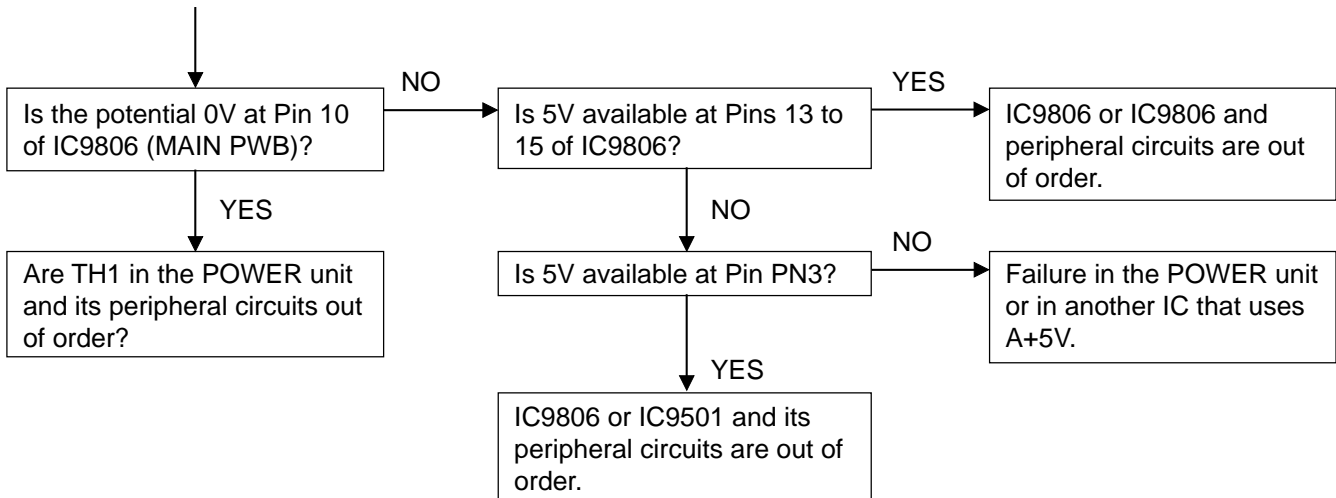 NO
YES
Is the potential 0V at Pin 10
of IC9806 (MAIN PWB)?
Is 5V available at Pins 13 to
15 of IC9806?
IC9806 or IC9806 and
peripheral circuits are out
of order.
YES
NO
NO
Are TH1 in the POWER unit
and its peripheral circuits out
of order?
Is 5V available at Pin PN3?
Failure in the POWER unit
or in another IC that uses
A+5V.
YES
IC9806 or IC9501 and its
peripheral circuits are out of
order.